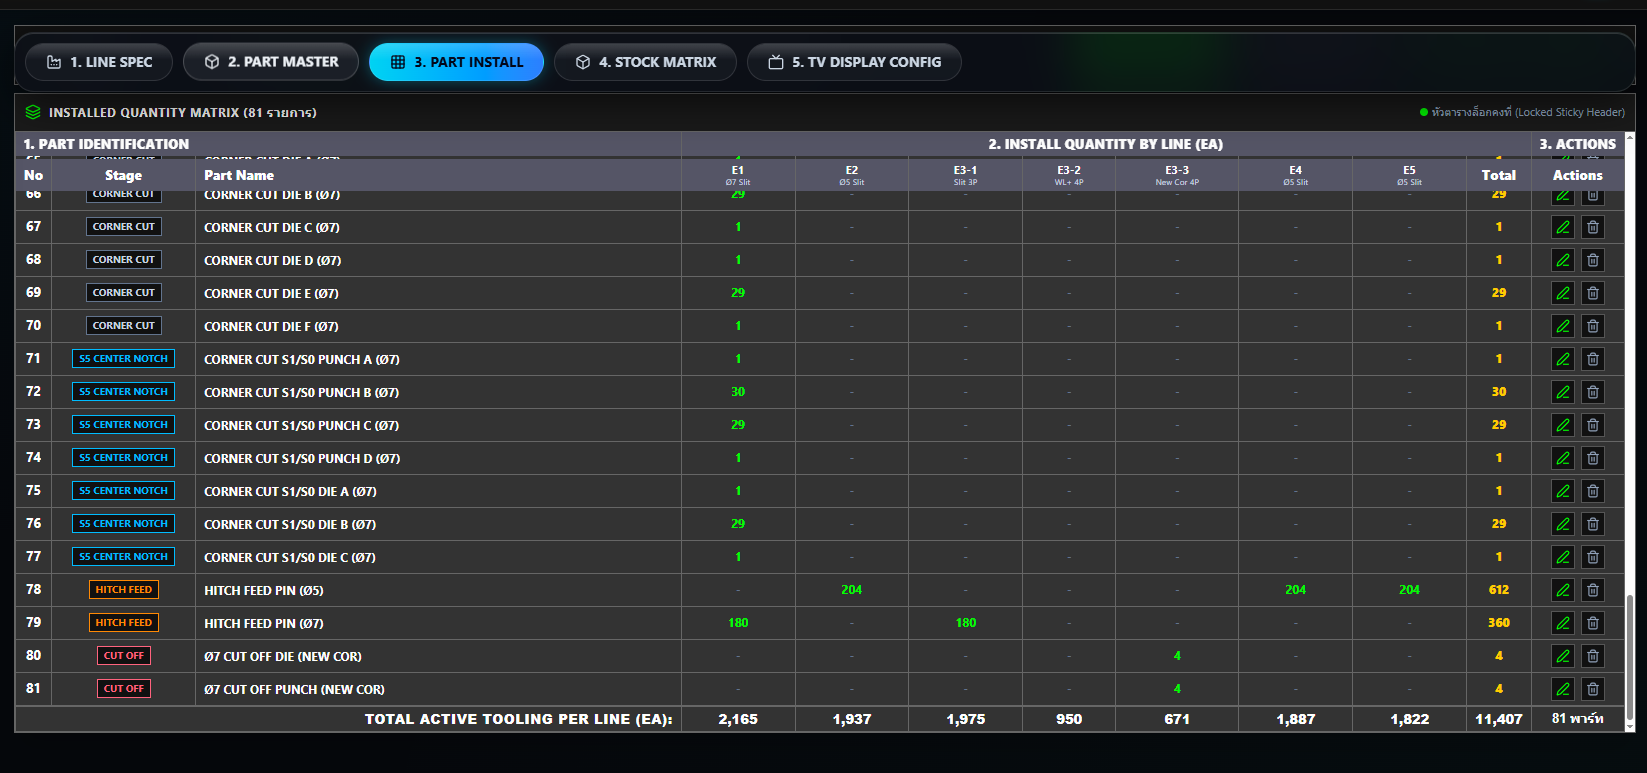 1. LINE SPEC 2. PART MASTER 3. PART INSTALL 4. STOCK MATRIX 5. TV DISPLAY CONFIG
INSTALLED QUANTITY MATRIX (81 รายการ) หัวตารางล็อกคงที่ (Locked Sticky Header)
1. PART IDENTIFICATION 2. INSTALL QUANTITY BY LINE (EA) 3. ACTIONS
No Stage Part Name E1 E2 E3-1 E3-2 E3-3 E4 E5 Total Actions
Ø7 Slit Ø5 Slit Slit 3P WL+ 4P New Cor 4P Ø5 Slit Ø5 Slit
66 CORNER CUT CORNER CUT DIE B (Ø7) 29 - - - - - - 29
67 CORNER CUT CORNER CUT DIE C (Ø7) 1 - - - - - - 1
68 CORNER CUT CORNER CUT DIE D (Ø7) 1 - - - - - - 1
69 CORNER CUT CORNER CUT DIE E (Ø7) 29 - - - - - - 29
70 CORNER CUT CORNER CUT DIE F (Ø7) 1 - - - - - - 1
71 S5 CENTER NOTCH CORNER CUT S1/S0 PUNCH A (Ø7) 1 - - - - - - 1
72 S5 CENTER NOTCH CORNER CUT S1/S0 PUNCH B (Ø7) 30 - - - - - - 30
73 S5 CENTER NOTCH CORNER CUT S1/S0 PUNCH C (Ø7) 29 - - - - - - 29
74 S5 CENTER NOTCH CORNER CUT S1/S0 PUNCH D (Ø7) 1 - - - - - - 1
75 S5 CENTER NOTCH CORNER CUT S1/S0 DIE A (Ø7) 1 - - - - - - 1
76 S5 CENTER NOTCH CORNER CUT S1/S0 DIE B (Ø7) 29 - - - - - - 29
77 S5 CENTER NOTCH CORNER CUT S1/S0 DIE C (Ø7) 1 - - - - - - 1
78 HITCH FEED HITCH FEED PIN (Ø5) - 204 - - - 204 204 612
79 HITCH FEED HITCH FEED PIN (Ø7) 180 - 180 - - - - 360
80 CUT OFF Ø7 CUT OFF DIE (NEW COR) - - - - 4 - - 4
81 CUT OFF Ø7 CUT OFF PUNCH (NEW COR) - - - - 4 - - 4
TOTAL ACTIVE TOOLING PER LINE (EA): 2,165 1,937 1,975 950 671 1,887 1,822 11,407 81 พาร์ท